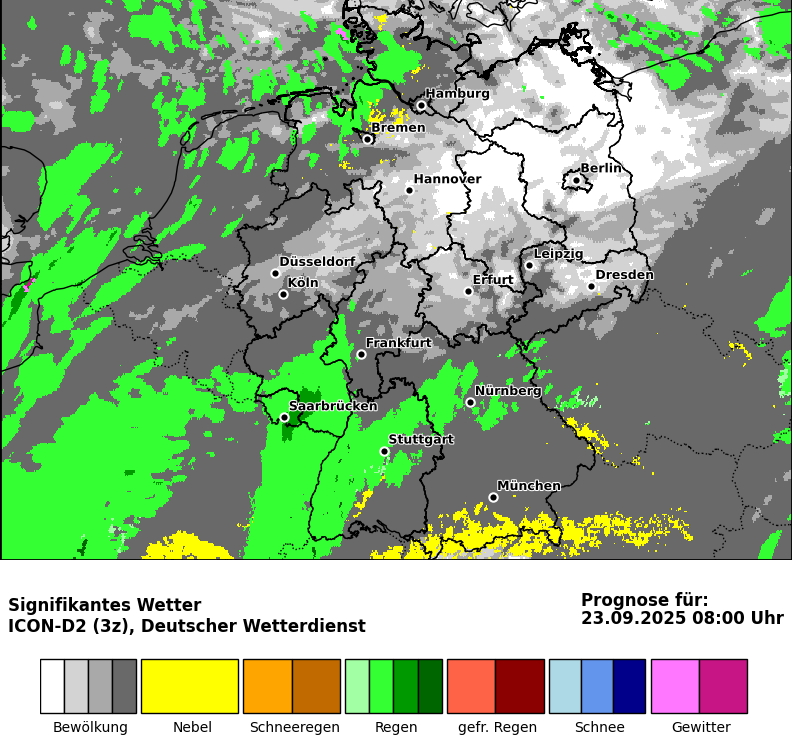 Hamburg
Bremen
Hannover
Berlin
Düsseldorf
Köln
Leipzig
Erfurt
Dresden
Frankfurt
Saarbrücken
Nürnberg
Stuttgart
München
Signifikantes Wetter
ICON-D2 (3z), Deutscher Wetterdienst
Prognose für:
23.09.2025 08:00 Uhr
Bewölkung Nebel Schneeregen Regen gefr. Regen Schnee Gewitter